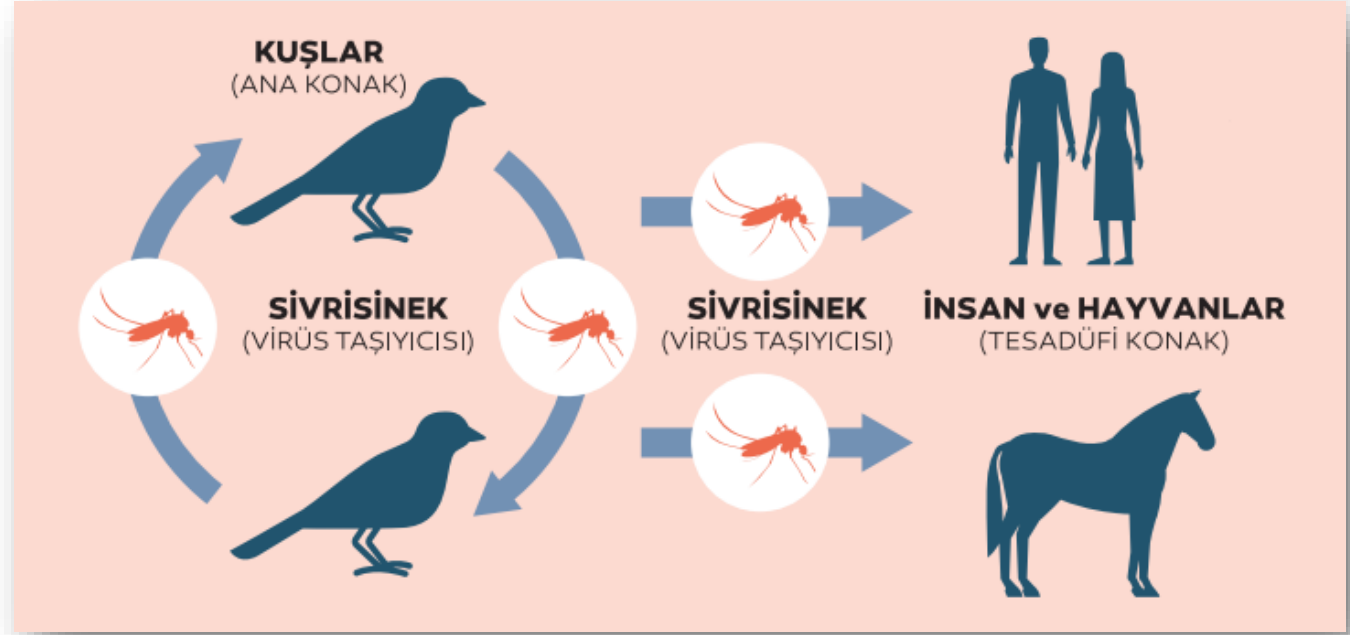 KUŞLAR
(ANA KONAK)
SİVRİSİNEK
(VİRÜS TAŞIYICISI)
SİVRİSİNEK
(VİRÜS TAŞIYICISI)
İNSAN ve HAYVANLAR
(TESADÜFİ KONAK)